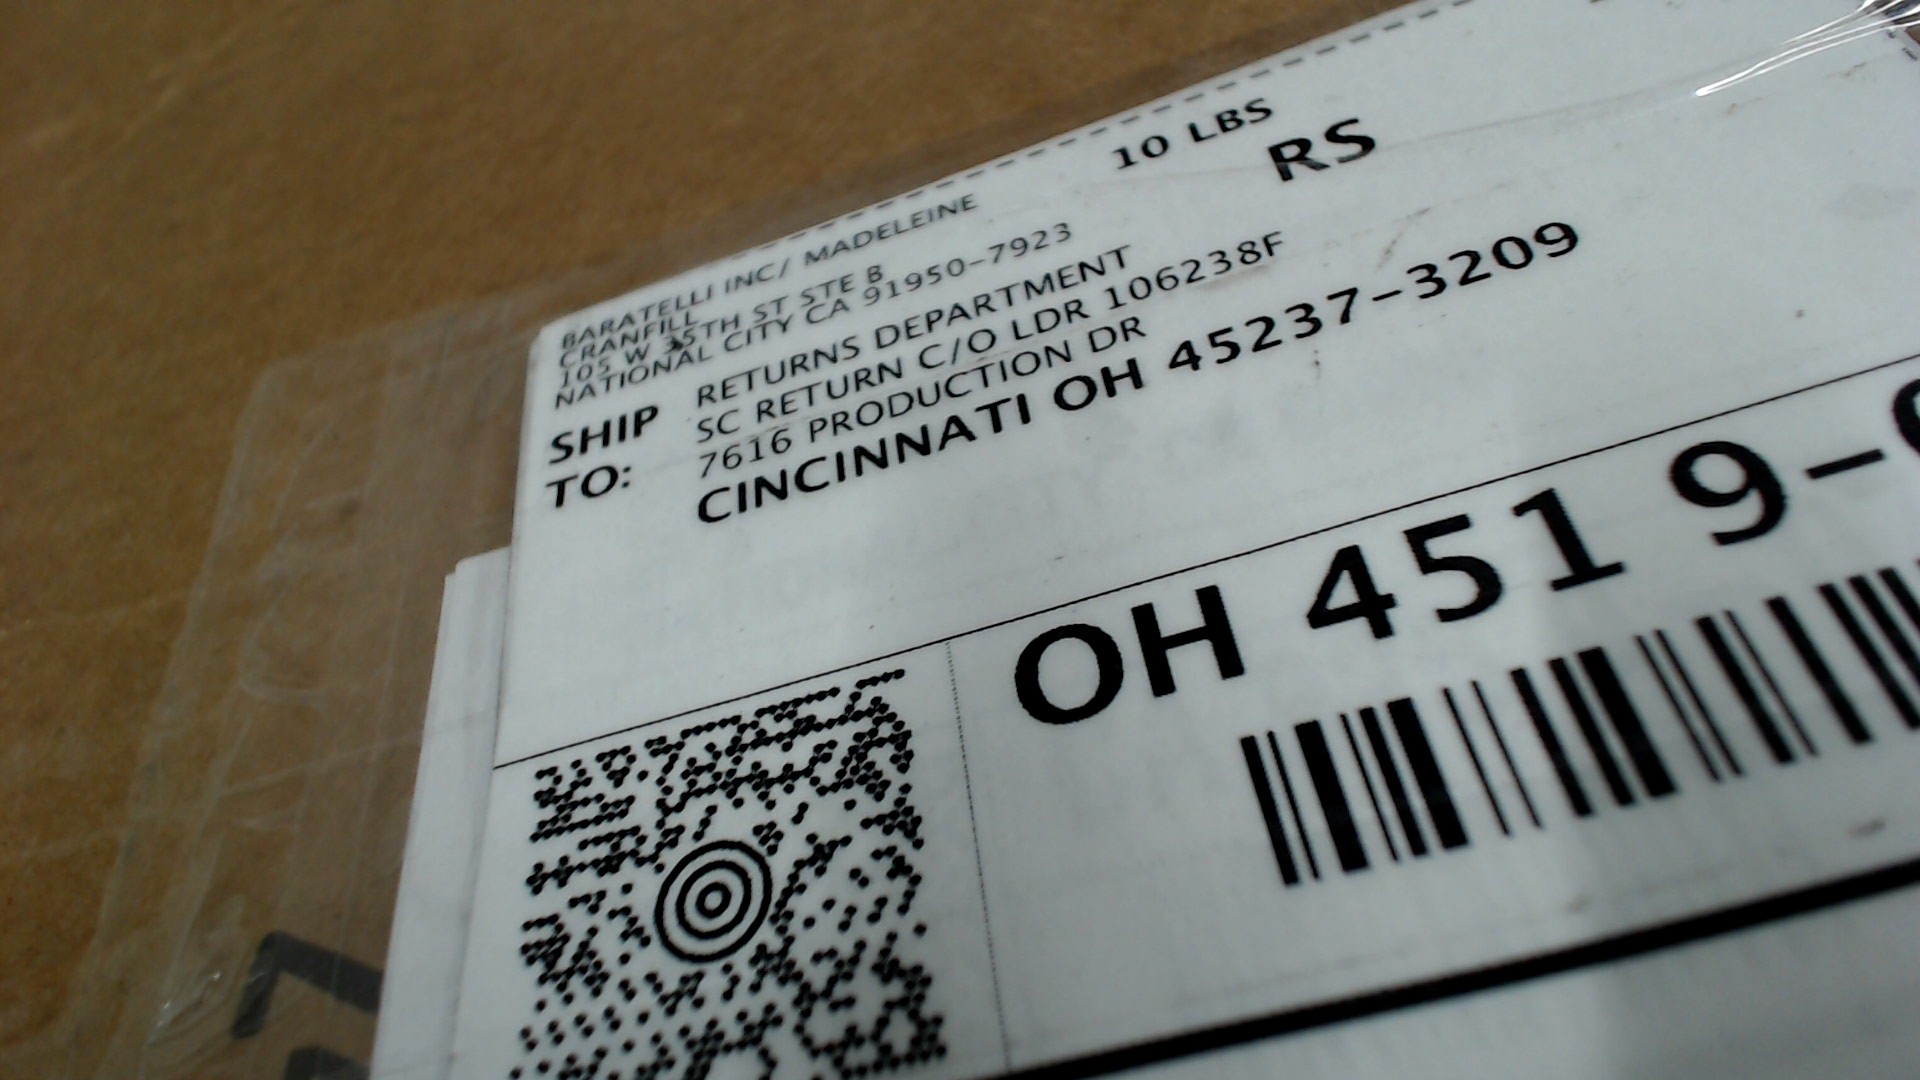 10 LBS
RS
BARATELLI INC/ MADELEINE
CRANFILL
105 W 35TH ST STE B
NATIONAL CITY CA 91950-7923
SHIP
TO:
RETURNS DEPARTMENT
SC RETURN C/O LDR 106238F
7616 PRODUCTION DR
CINCINNATI OH 45237-3209
OH 451 9-